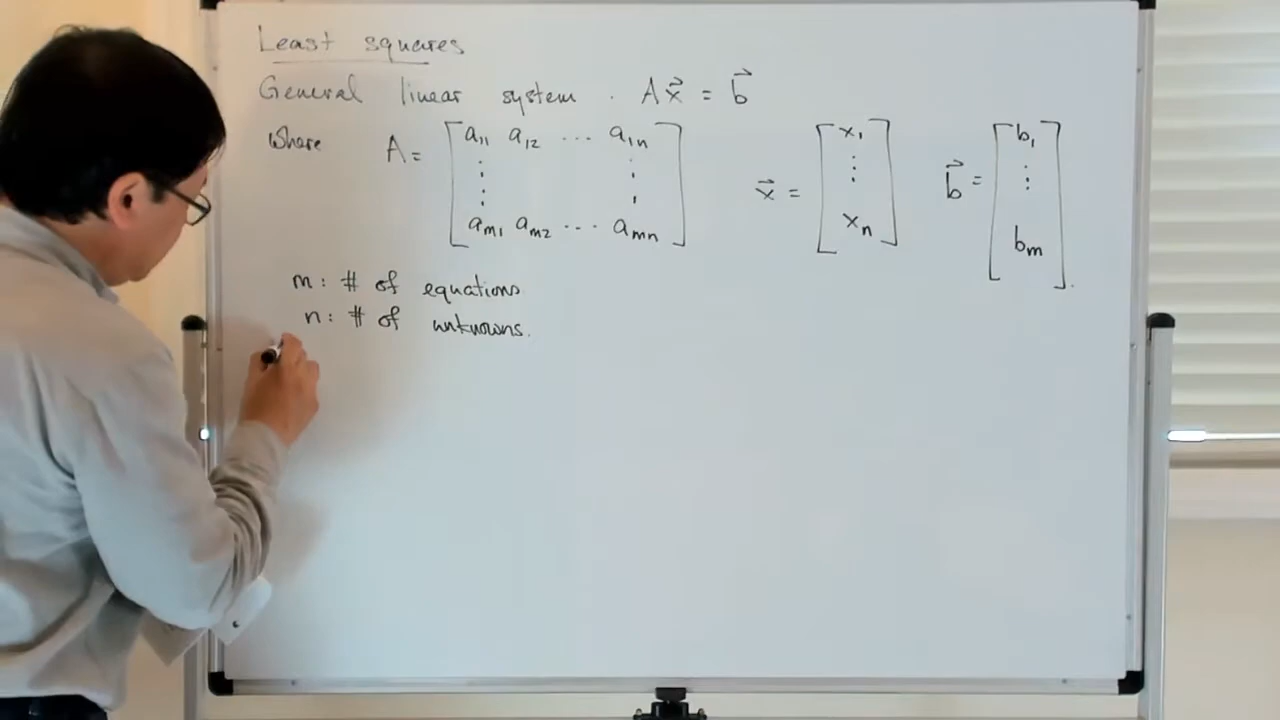 Least squares
General linear system. A x⃗ = b⃗
Where A = [a₁₁ a₁₂ ⋯ a₁ₙ ⋮ ⋮ aₘ₁ aₘ₂ ⋯ aₘₙ] x⃗ = [x₁ ⋮ xₙ] b⃗ = [b₁ ⋮ bₘ].
m: # of equations
n: # of unknowns.